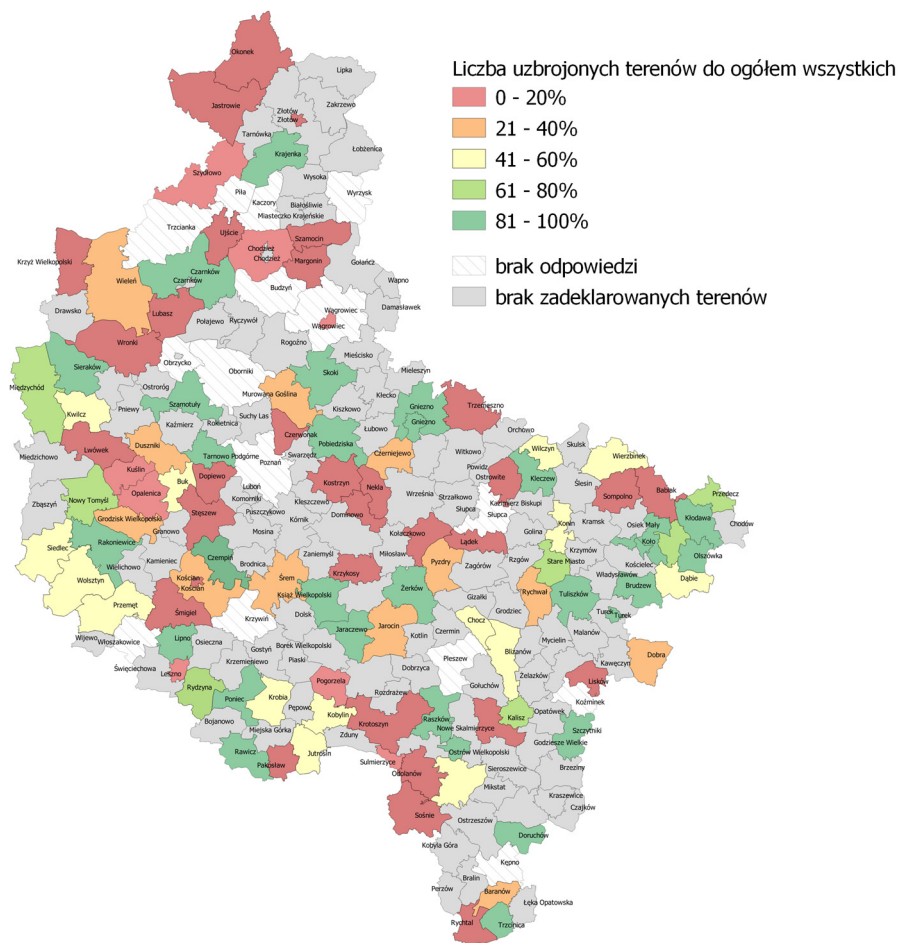 Okonek
Lipka
Liczba uzbrojonych terenów do ogółem wszystkich
0 - 20%
21 - 40%
41 - 60%
61 - 80%
81 - 100%
brak odpowiedzi
brak zadeklarowanych terenów
Jastrowie
Zakrzewo
Złotów
Złotów
Tarnówka
Łobżenica
Krajenka
Szydłowo
Wysoka
Piła
Kaczory
Wyrzysk
Białośliwie
Miasteczko Krajeńskie
Trzcianka
Ujście
Szamocin
Chodzież
Chodzież
Margonin
Krzyż Wielkopolski
Gołańcz
Czarnków
Czarnków
Wieleń
Wapno
Budzyń
Drawsko
Lubasz
Damasławek
Wągrowiec
Wągrowiec
Połajewo
Ryczywół
Rogoźno
Wronki
Obrzycko
Mieścisko
Sieraków
Skoki
Mieleszyn
Międzychód
Oborniki
Ostroróg
Murowana Goślina
Kłecko
Trzemeszno
Szamotuły
Kwilcz
Pniewy
Kiszkowo
Gniezno
Gniezno
Suchy Las
Kaźmierz
Rokietnica
Łubowo
Orchowo
Czerwonak
Duszniki
Pobiedziska
Skulsk
Lwówek
Wilczyn
Swarzędz
Witkowo
Miedzichowo
Tarnowo Podgórne
Czerniejewo
Wierzbinek
Poznań
Kuślin
Powidz
Dopiewo
Buk
Ostrowite
Kleczew
Ślesin
Sompolno
Babiak
Luboń
Opalenica
Kostrzyn
Nekla
Zbąszyń
Nowy Tomyśl
Komorniki
Kleszczewo
Września
Strzałkowo
Przedecz
Kazimierz Biskupi
Puszczykowo
Dominowo
Słupca
Słupca
Stęszew
Grodzisk Wielkopolski
Kłodawa
Kórnik
Konin
Kramsk
Osiek Mały
Chodów
Granowo
Mosina
Kołaczkowo
Golina
Rakoniewice
Koło
Siedlec
Lądek
Zaniemyśl
Miłosław
Krzymów
Olszówka
Czempiń
Kamieniec
Brodnica
Pyzdry
Stare Miasto
Kościelec
Wielichowo
Zagórów
Rzgów
Krzykosy
Władysławów
Kościan
Śrem
Wolsztyn
Dąbie
Brudzew
Kościan
Rychwał
Tuliszków
Książ Wielkopolski
Żerków
Gizałki
Przemęt
Śmigiel
Krzywiń
Dolsk
Grodziec
Turek
Turek
Chocz
Jaraczewo
Jarocin
Malanów
Lipno
Mycielin
Wijewo
Włoszakowice
Osieczna
Kotlin
Czermin
Gostyń
Borek Wielkopolski
Blizanów
Dobra
Krzemieniewo
Kawęczyn
Święciechowa
Piaski
Pleszew
Dobrzyca
Żelazków
Leszno
Lisków
Pogorzela
Gołuchów
Rydzyna
Rozdrażew
Koźminek
Krobia
Poniec
Pępowo
Kobylin
Opatówek
Kalisz
Bojanowo
Krotoszyn
Raszków
Miejska Górka
Nowe Skalmierzyce
Szczytniki
Zduny
Godziesze Wielkie
Ostrów Wielkopolski
Rawicz
Jutrosin
Pakosław
Sulmierzyce
Sieroszewice
Brzeziny
Odolanów
Mikstat
Kraszewice
Czajków
Sośnie
Ostrzeszów
Doruchów
Kobyla Góra
Kępno
Bralin
Perzów
Baranów
Łęka Opatowska
Rychtal
Trzcinica